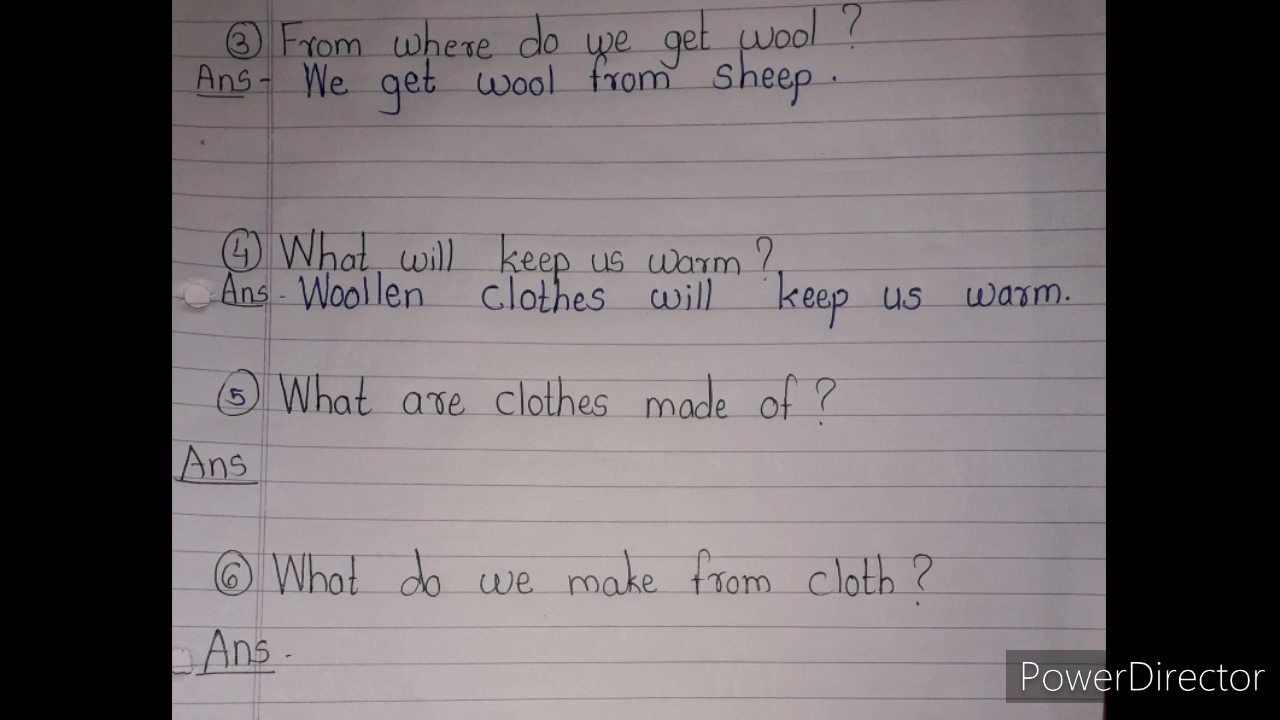 ③ From where do we get wool ?
Ans - We get wool from sheep .
④ What will keep us warm ?
Ans - Woollen clothes will keep us warm.
⑤ What are clothes made of ?
Ans
⑥ What do we make from cloth ?
Ans -
PowerDirector